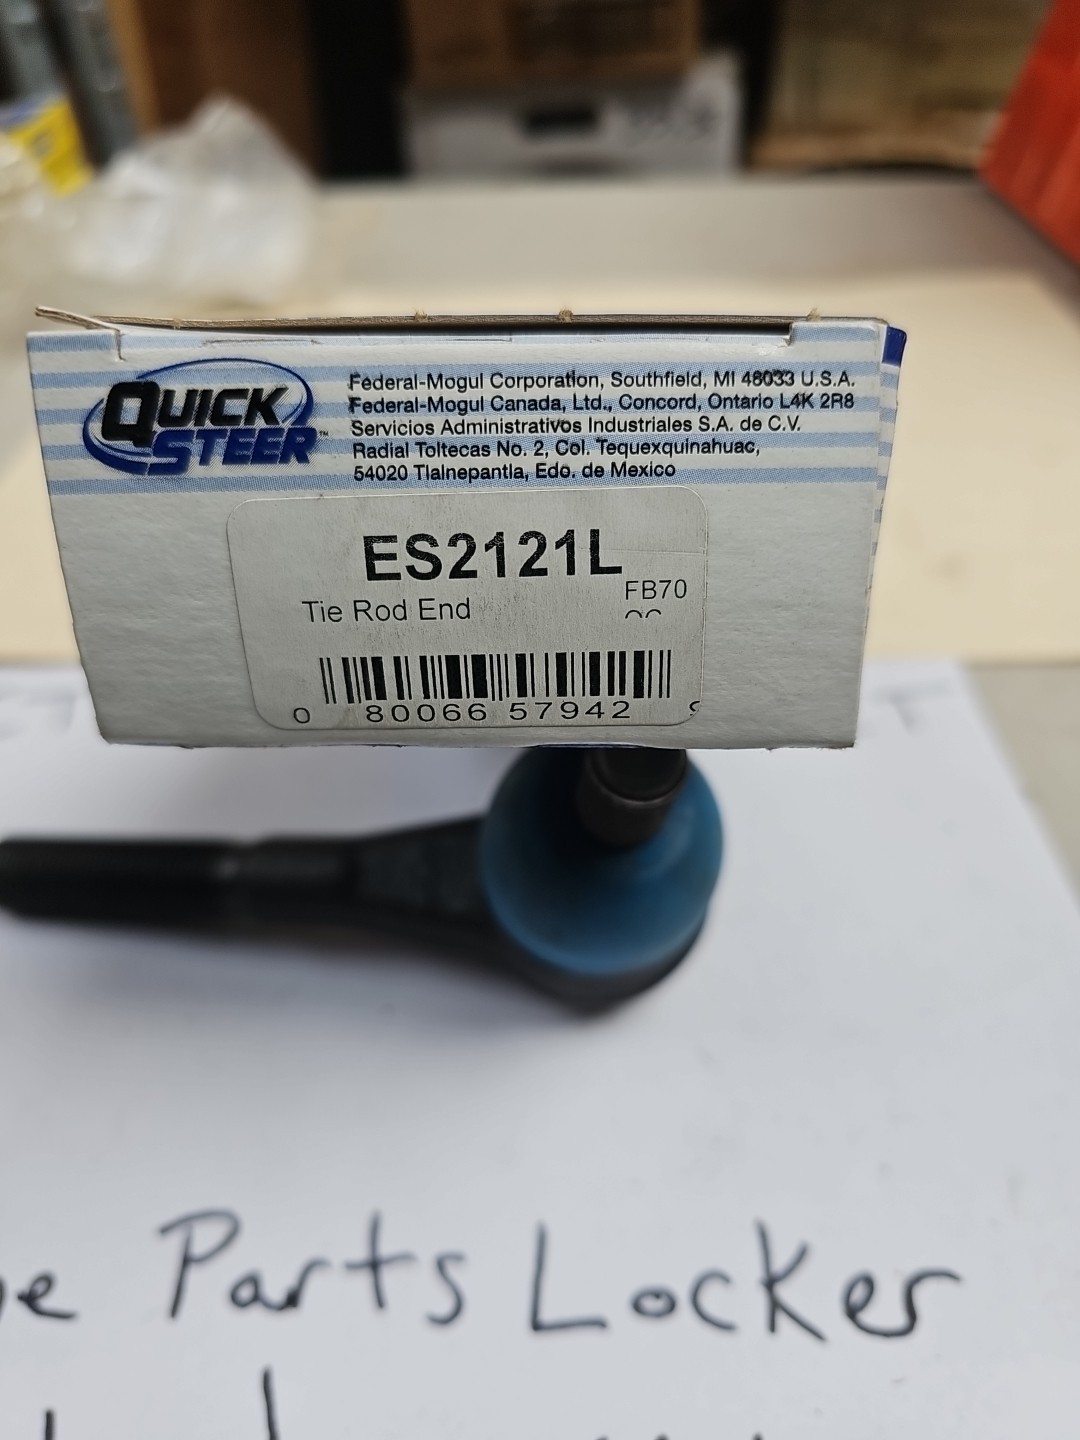 QUICK
STEER™
Federal-Mogul Corporation, Southfield, MI 48033 U.S.A.
Federal-Mogul Canada, Ltd., Concord, Ontario L4K 2R8
Servicios Administrativos Industriales S.A. de C.V.
Radial Toltecas No. 2, Col. Tequexquinahuac,
54020 Tlalnepantla, Edo. de Mexico
ES2121L
FB70
Tie Rod End
0 80066 57942
Parts Locker